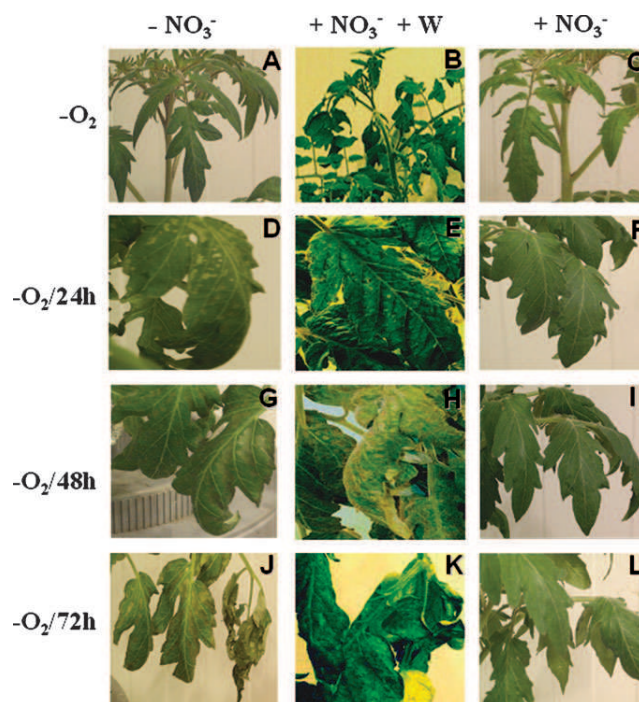 - NO₃⁻ + NO₃⁻ + W + NO₃⁻
-O₂ A B C
-O₂/24h D E F
-O₂/48h G H I
-O₂/72h J K L